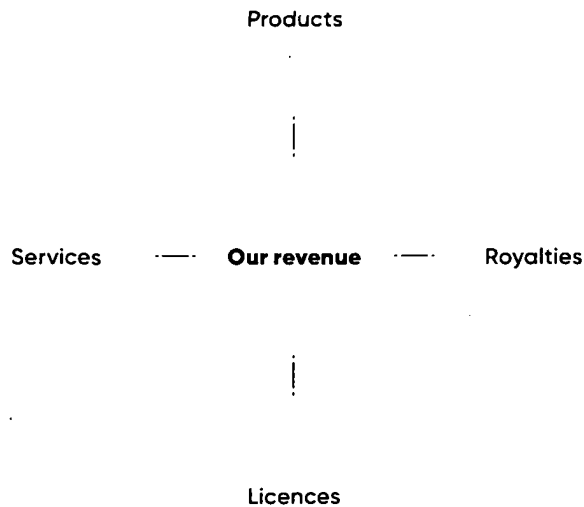 Products
Services
Our revenue
Royalties
Licences